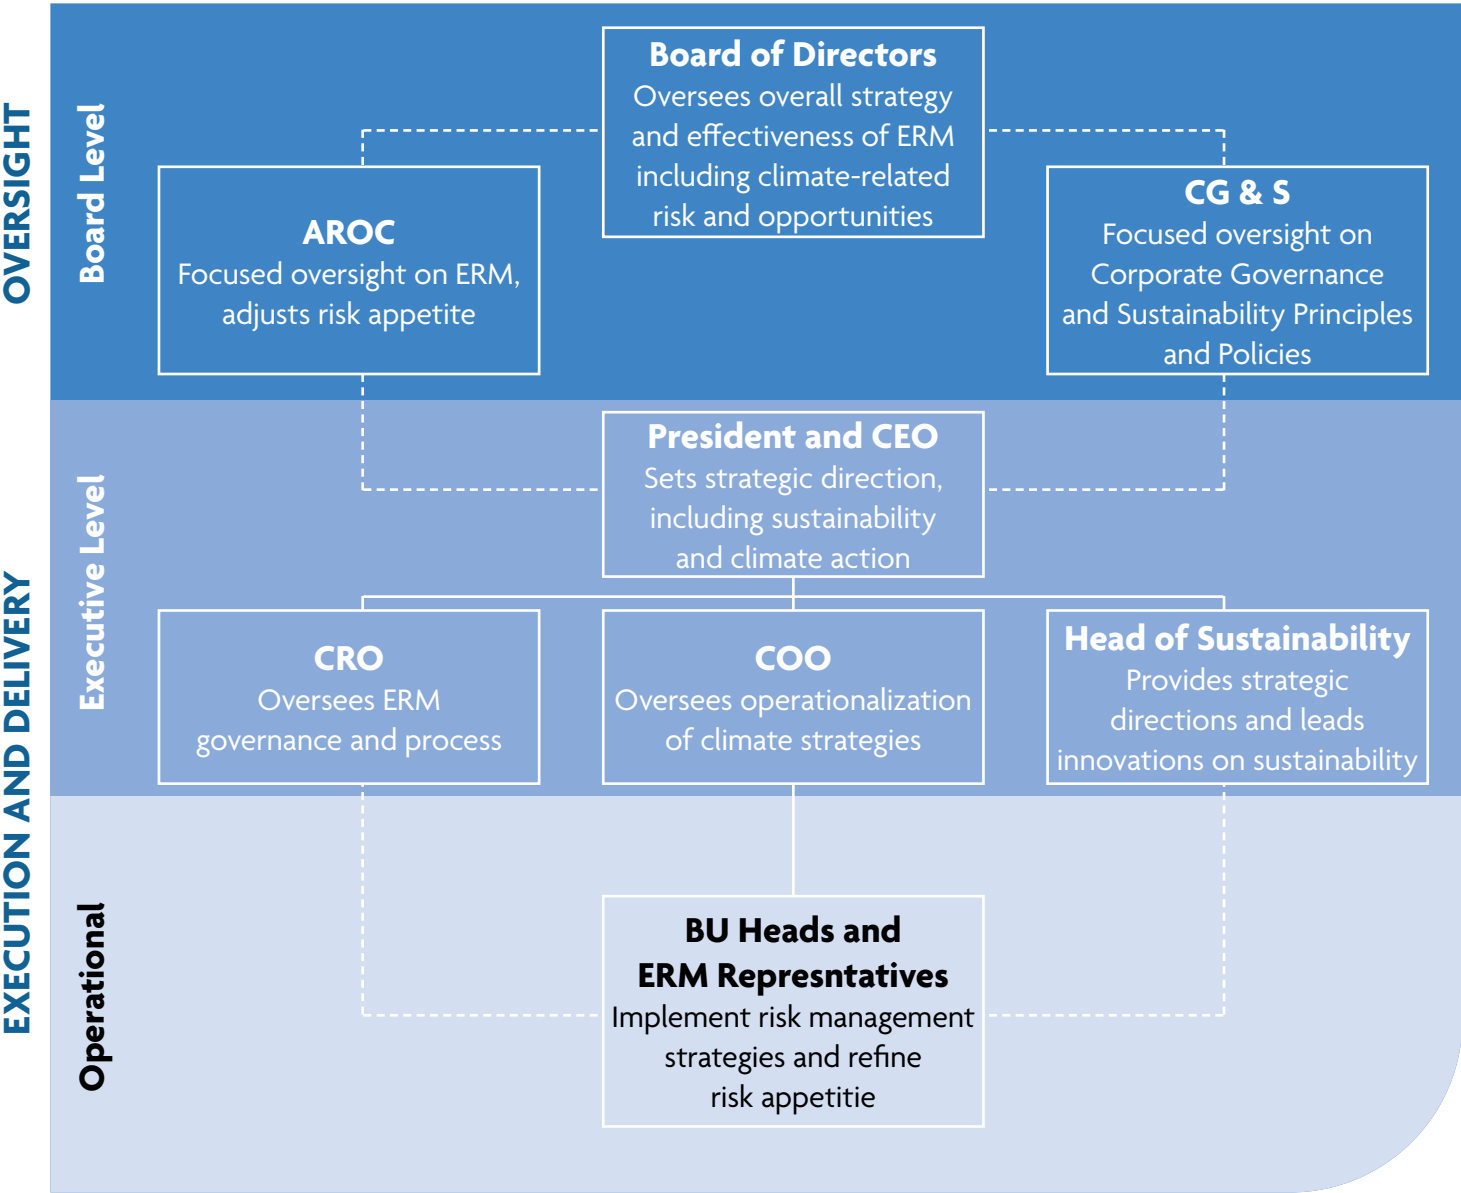 OVERSIGHT
Board Level
Board of Directors
Oversees overall strategy
and effectiveness of ERM
including climate-related
risk and opportunities
AROC
Focused oversight on ERM,
adjusts risk appetite
CG & S
Focused oversight on
Corporate Governance
and Sustainability Principles
and Policies
EXECUTION AND DELIVERY
Executive Level
President and CEO
Sets strategic direction,
including sustainability
and climate action
CRO
Oversees ERM
governance and process
COO
Oversees operationalization
of climate strategies
Head of Sustainability
Provides strategic
directions and leads
innovations on sustainability
Operational
BU Heads and
ERM Represntatives
Implement risk management
strategies and refine
risk appetitie